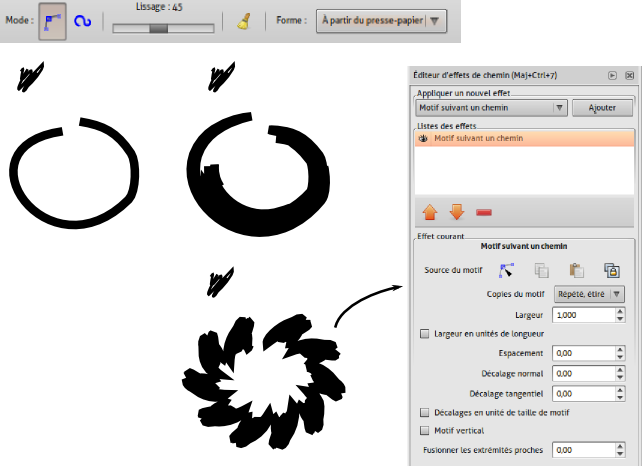 Mode : Lissage : 45 Forme : À partir du presse-papier
Éditeur d'effets de chemin (Maj+Ctrl+7)
Appliquer un nouvel effet
Motif suivant un chemin Ajouter
Listes des effets
Motif suivant un chemin
Effet courant
Motif suivant un chemin
Source du motif
Copies du motif Répété, étiré
Largeur 1,000
Largeur en unités de longueur
Espacement 0,00
Décalage normal 0,00
Décalage tangentiel 0,00
Décalages en unité de taille de motif
Motif vertical
Fusionner les extrémités proches 0,00